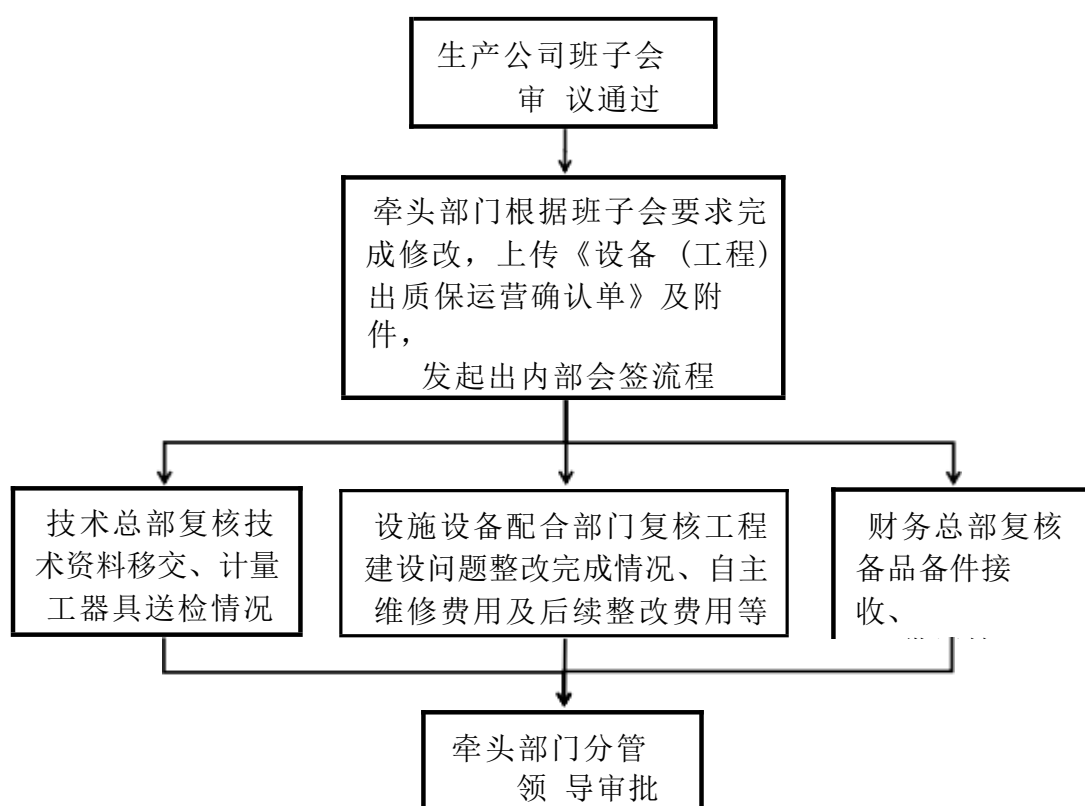 生产公司班子会
审 议通过
牵头部门根据班子会要求完
成修改，上传《设备 (工程)
出质保运营确认单》及附
件，
发起出内部会签流程
技术总部复核技
术资料移交、计量
工器具送检情况
设施设备配合部门复核工程
建设问题整改完成情况、自主
维修费用及后续整改费用等
财务总部复核
备品备件接
收、
牵头部门分管
领 导审批